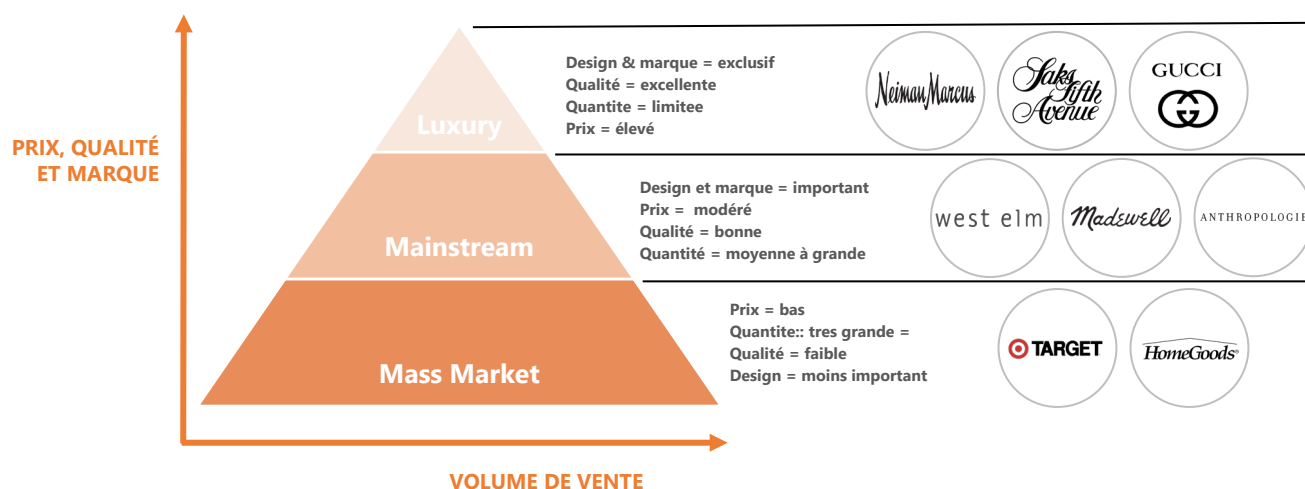 PRIX, QUALITÉ
ET MARQUE
Luxury
Design & marque = exclusif
Qualité = excellente
Quantite = limitee
Prix = élevé
Neiman Marcus
Saks
fifth
Avenue
GUCCI
Mainstream
Design et marque = important
Prix = modéré
Qualité = bonne
Quantité = moyenne à grande
west elm
Madewell
ANTHROPOLOGIE
Mass Market
Prix = bas
Quantite:: tres grande =
Qualité = faible
Design = moins important
TARGET
HomeGoods
VOLUME DE VENTE